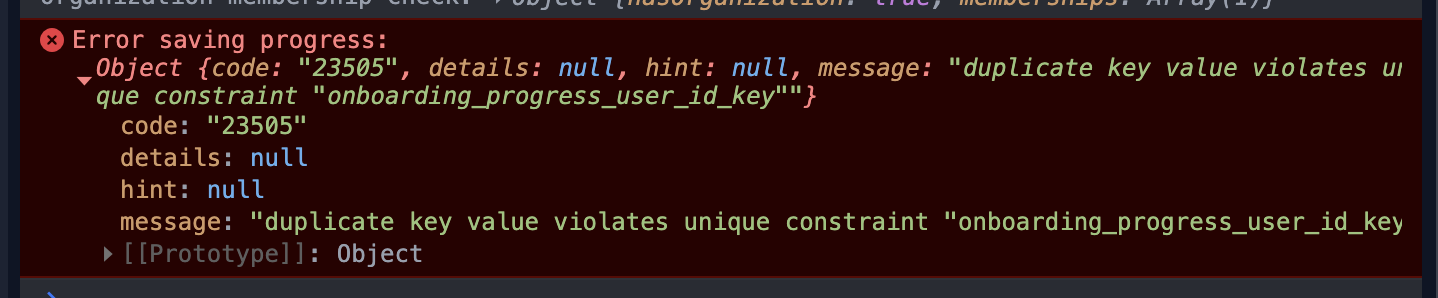 organization membership check: ▸ Object {hasOrganization: true, memberships: Array(1)}
Error saving progress:
Object {code: "23505", details: null, hint: null, message: "duplicate key value violates un
que constraint "onboarding_progress_user_id_key""}
code: "23505"
details: null
hint: null
message: "duplicate key value violates unique constraint "onboarding_progress_user_id_key
▸ [[Prototype]]: Object